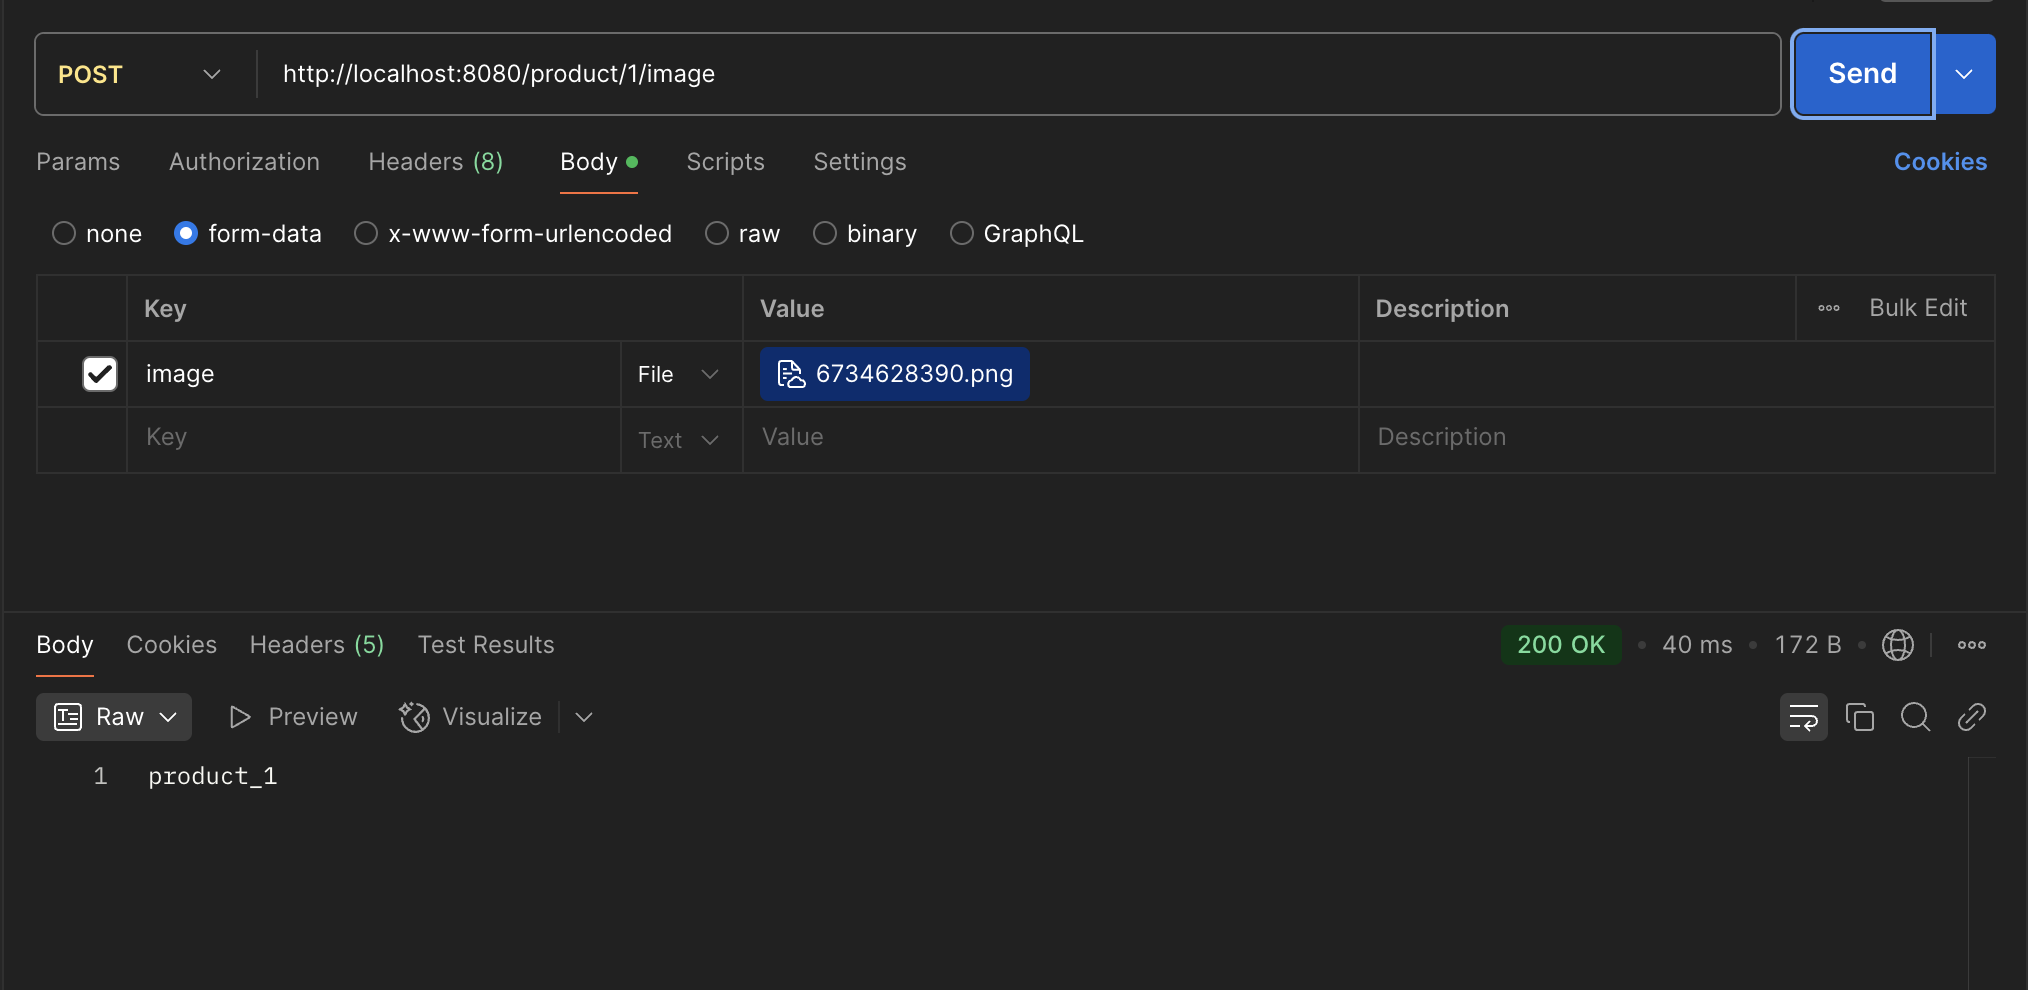 POST http://localhost:8080/product/1/image Send
Params Authorization Headers (8) Body Scripts Settings Cookies
none form-data x-www-form-urlencoded raw binary GraphQL
Key Value Description Bulk Edit
image File 6734628390.png
Key Text Value Description
Body Cookies Headers (5) Test Results 200 OK 40 ms 172 B
Raw Preview Visualize
1 product_1